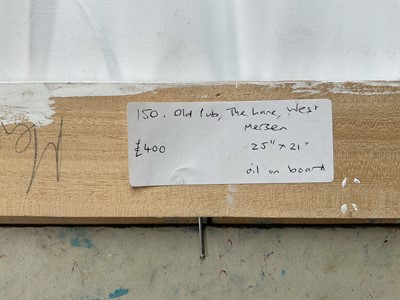 150. Old Pub, The Lane, West
Mersea
£400
25" x 21"
oil on board